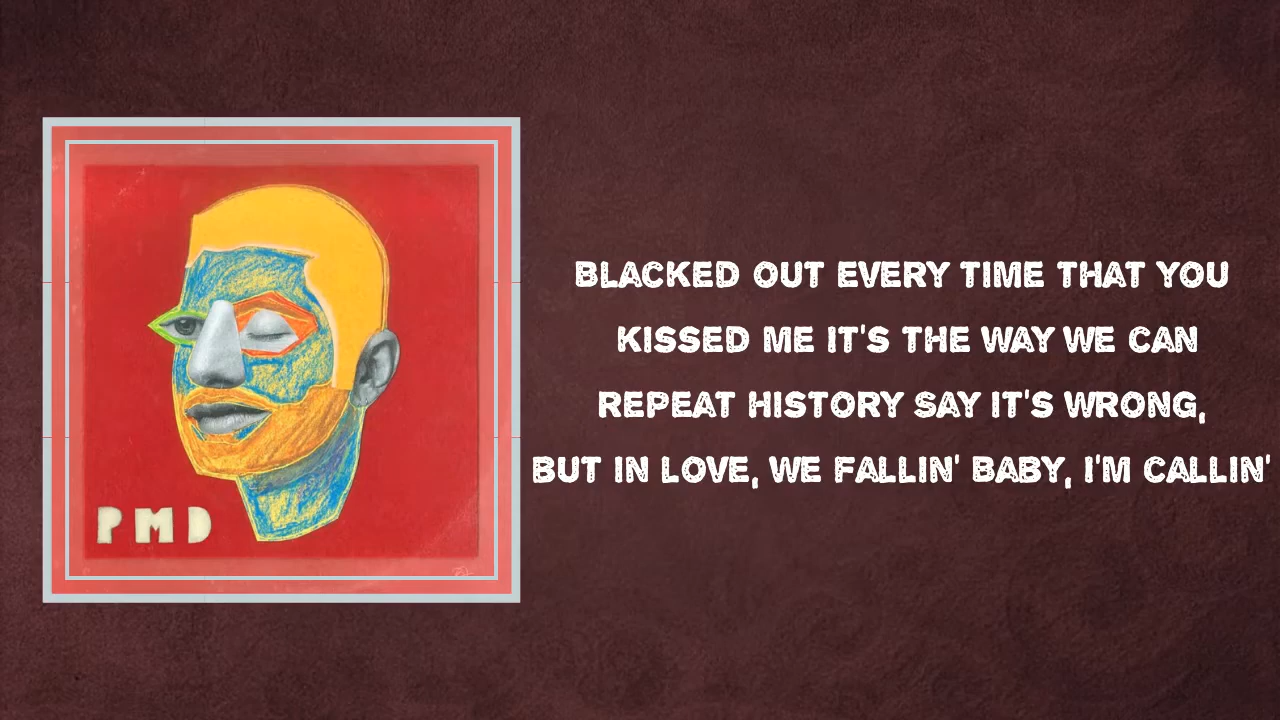 PMD
BLACKED OUT EVERY TIME THAT YOU
KISSED ME IT'S THE WAY WE CAN
REPEAT HISTORY SAY IT'S WRONG,
BUT IN LOVE, WE FALLIN' BABY, I'M CALLIN'